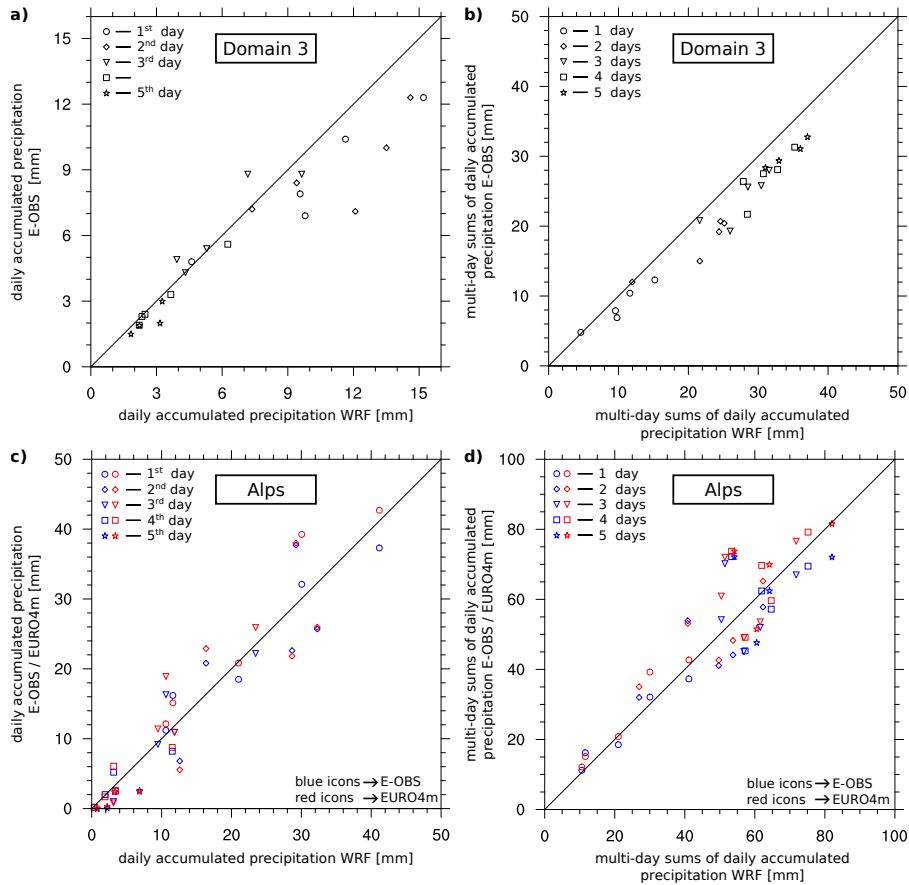 a)
1st day
2nd day
3rd day
5th day
Domain 3
15
12
9
6
3
0
0 3 6 9 12 15
daily accumulated precipitation
E-OBS [mm]
daily accumulated precipitation WRF [mm]
b)
1 day
2 days
3 days
4 days
5 days
Domain 3
50
40
30
20
10
0
0 10 20 30 40 50
multi-day sums of daily accumulated
precipitation E-OBS [mm]
multi-day sums of daily accumulated
precipitation WRF [mm]
c)
1st day
2nd day
3rd day
4th day
5th day
Alps
50
40
30
20
10
0
0 10 20 30 40 50
daily accumulated precipitation
E-OBS / EURO4m [mm]
blue icons → E-OBS
red icons → EURO4m
daily accumulated precipitation WRF [mm]
d)
1 day
2 days
3 days
4 days
5 days
Alps
100
80
60
40
20
0
0 20 40 60 80 100
multi-day sums of daily accumulated
precipitation E-OBS / EURO4m [mm]
blue icons → E-OBS
red icons → EURO4m
multi-day sums of daily accumulated
precipitation WRF [mm]